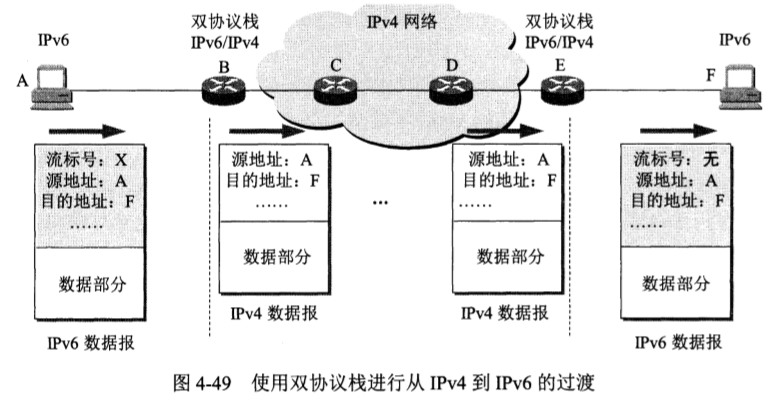 IPv6
双协议栈
IPv6/IPv4
IPv4 网络
双协议栈
IPv6/IPv4
IPv6
A
B
C
D
E
F
流标号：X
源地址：A
目的地址：F
……
数据部分
IPv6 数据报
源地址：A
目的地址：F
……
数据部分
IPv4 数据报
...
源地址：A
目的地址：F
……
数据部分
IPv4 数据报
流标号：无
源地址：A
目的地址：F
……
数据部分
IPv6 数据报
图 4-49 使用双协议栈进行从 IPv4 到 IPv6 的过渡